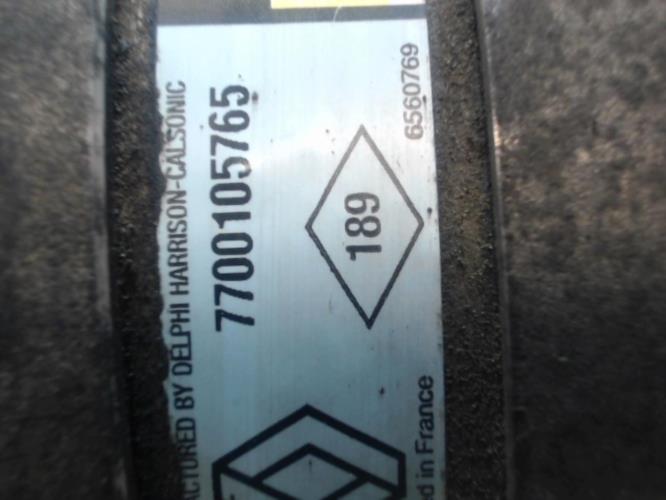 ACTURED BY DELPHI HARRISON-CALSONIC
7700105765
189
d in France
6560769